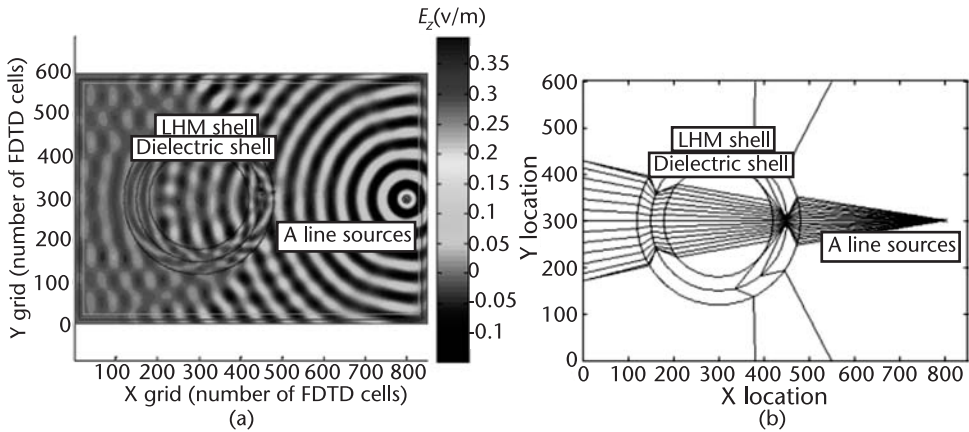 E_z(v/m)
Y grid (number of FDTD cells)
600
500
400
300
200
100
0
LHM shell
Dielectric shell
A line sources
100 200 300 400 500 600 700 800
X grid (number of FDTD cells)
(a)
0.35
0.3
0.25
0.2
0.15
0.1
0.05
0
-0.05
-0.1
Y location
600
500
400
300
200
100
0
LHM shell
Dielectric shell
A line sources
0 100 200 300 400 500 600 700 800
X location
(b)